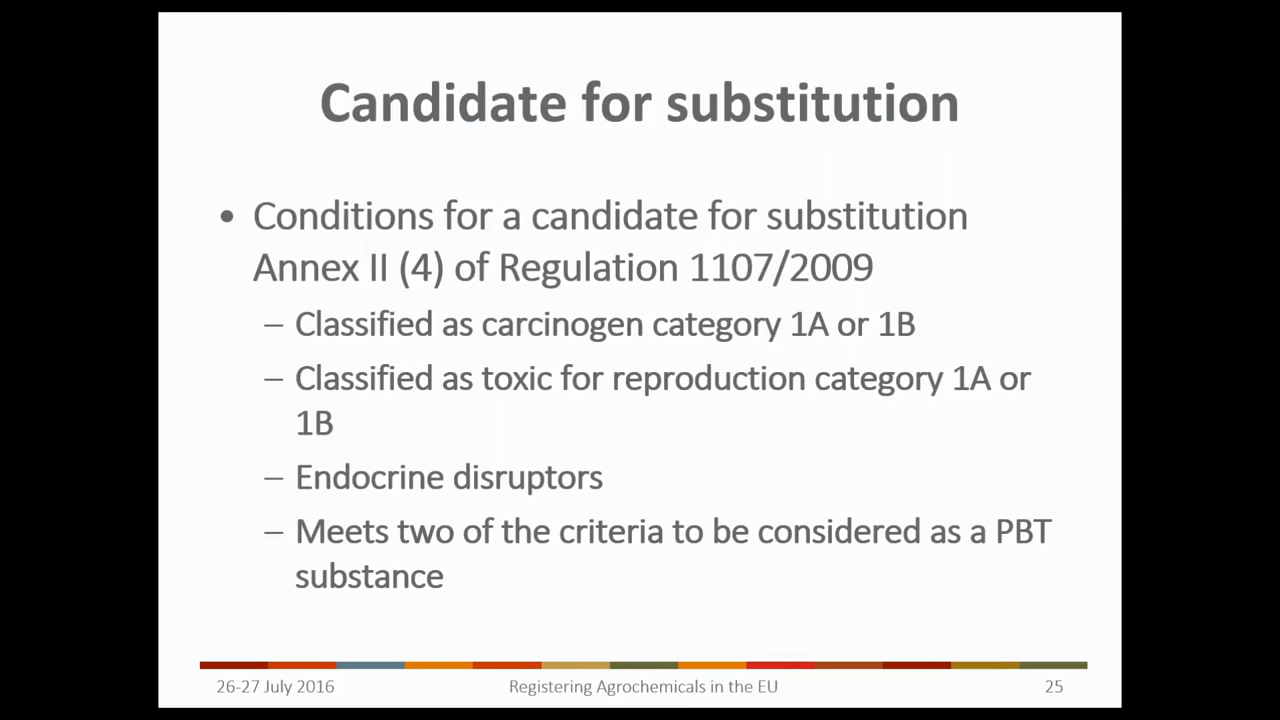 Candidate for substitution
• Conditions for a candidate for substitution
Annex II (4) of Regulation 1107/2009
– Classified as carcinogen category 1A or 1B
– Classified as toxic for reproduction category 1A or
1B
– Endocrine disruptors
– Meets two of the criteria to be considered as a PBT
substance
26-27 July 2016
Registering Agrochemicals in the EU
25